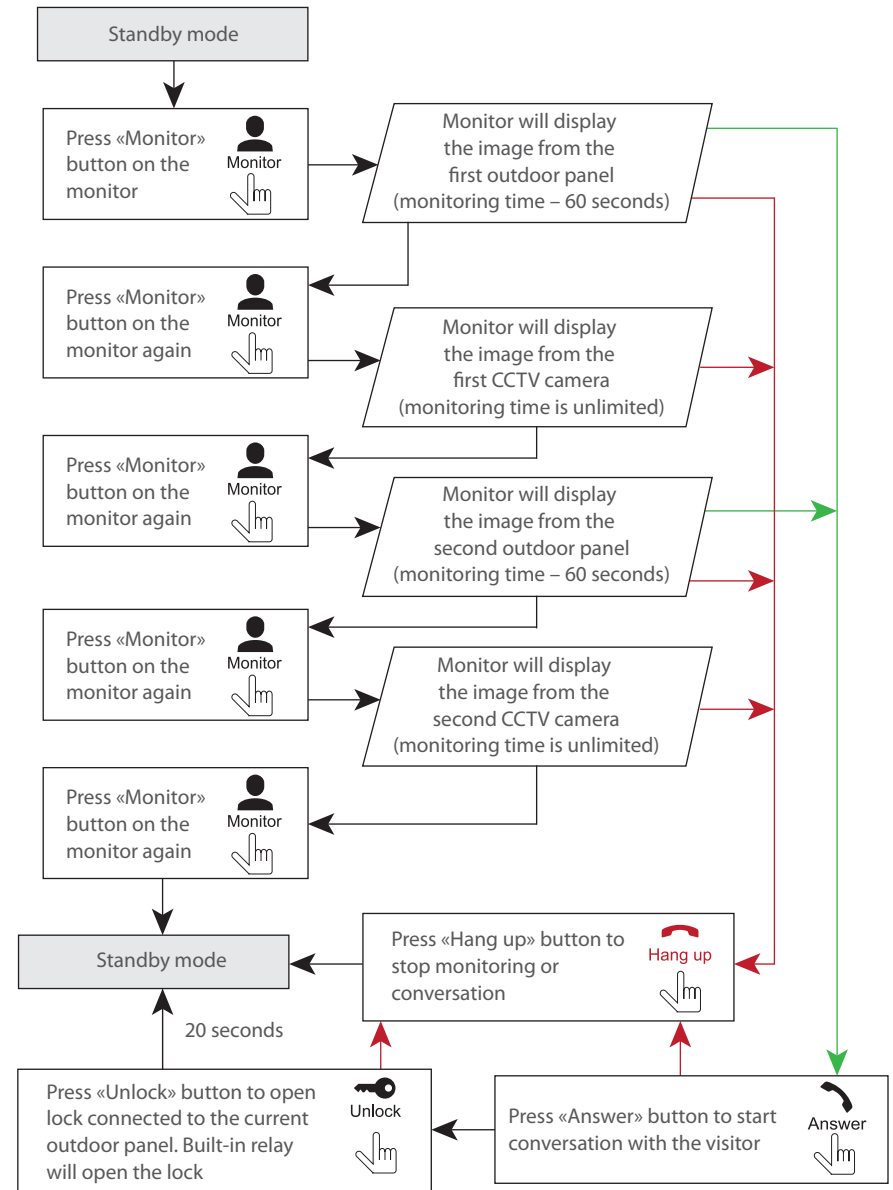 Standby mode
Press «Monitor»
button on the
monitor
Monitor
Monitor will display
the image from the
first outdoor panel
(monitoring time – 60 seconds)
Press «Monitor»
button on the
monitor again
Monitor
Monitor will display
the image from the
first CCTV camera
(monitoring time is unlimited)
Press «Monitor»
button on the
monitor again
Monitor
Monitor will display
the image from the
second outdoor panel
(monitoring time – 60 seconds)
Press «Monitor»
button on the
monitor again
Monitor
Monitor will display
the image from the
second CCTV camera
(monitoring time is unlimited)
Press «Monitor»
button on the
monitor again
Monitor
Standby mode
Press «Hang up» button to
stop monitoring or
conversation
Hang up
20 seconds
Press «Unlock» button to open
lock connected to the current
outdoor panel. Built-in relay
will open the lock
Unlock
Press «Answer» button to start
conversation with the visitor
Answer